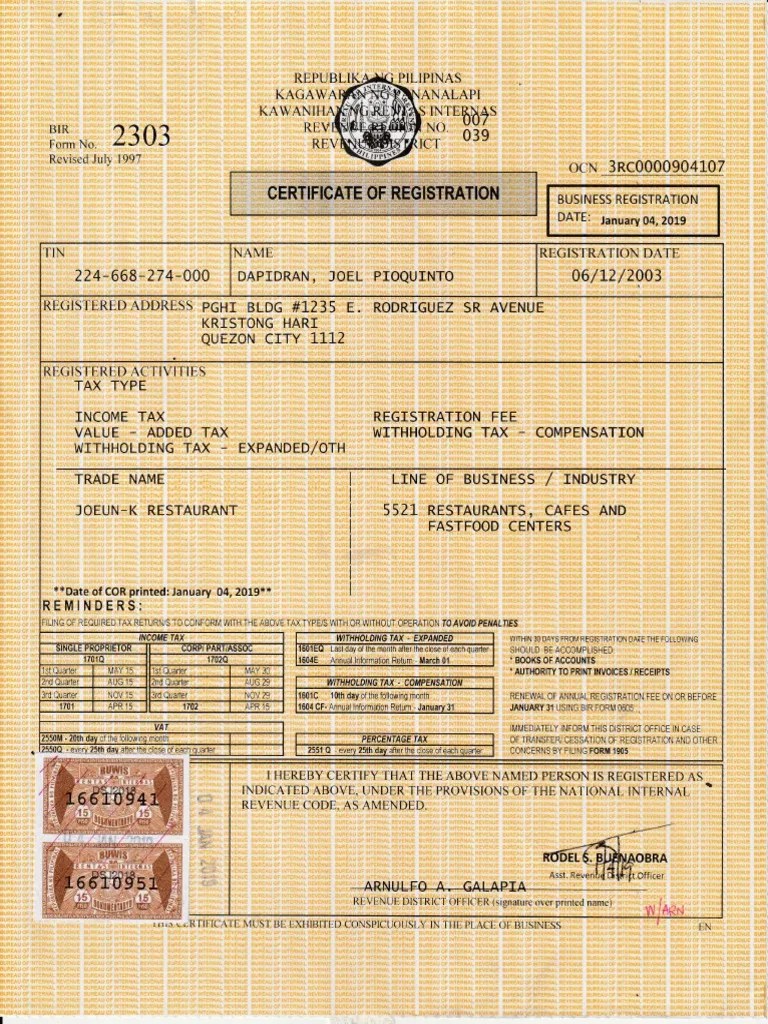 REPUBLIKA NG PILIPINAS
KAGAWARAN NG PANANALAPI
KAWANIHAN NG RENTAS INTERNAS
REVENUE REGION NO. 007
REVENUE DISTRICT 039
BIR
Form No. 2303
Revised July 1997
OCN 3RC0000904107
CERTIFICATE OF REGISTRATION
BUSINESS REGISTRATION
DATE: January 04, 2019
TIN NAME REGISTRATION DATE
224-668-274-000 DAPIDRAN, JOEL PIOQUINTO 06/12/2003
REGISTERED ADDRESS PGHI BLDG #1235 E. RODRIGUEZ SR AVENUE
KRISTONG HARI
QUEZON CITY 1112
REGISTERED ACTIVITIES
TAX TYPE
INCOME TAX REGISTRATION FEE
VALUE - ADDED TAX WITHHOLDING TAX - COMPENSATION
WITHHOLDING TAX - EXPANDED/OTH
TRADE NAME LINE OF BUSINESS / INDUSTRY
JOEUN-K RESTAURANT 5521 RESTAURANTS, CAFES AND
FASTFOOD CENTERS
**Date of COR printed: January 04, 2019**
REMINDERS:
FILING OF REQUIRED TAX RETURN/S TO CONFORM WITH THE ABOVE TAX TYPE/S WITH OR WITHOUT OPERATION TO AVOID PENALTIES
INCOME TAX
SINGLE PROPRIETOR CORP/ PART/ASSOC
1701Q 1702Q
1st Quarter MAY 15 1st Quarter MAY 30
2nd Quarter AUG 15 2nd Quarter AUG 29
3rd Quarter NOV 15 3rd Quarter NOV 29
1701 APR 15 1702 APR 15
VAT
2550M - 20th day of the following month
2550Q - every 25th day after the close of each quarter
WITHHOLDING TAX - EXPANDED
1601EQ Last day of the month after the close of each quarter
1604E Annual Information Return - March 01
WITHHOLDING TAX - COMPENSATION
1601C 10th day of the following month
1604 CF- Annual Information Return - January 31
PERCENTAGE TAX
2551 Q - every 25th day after the close of each quarter
WITHIN 30 DAYS FROM REGISTRATION DATE THE FOLLOWING
SHOULD BE ACCOMPLISHED
* BOOKS OF ACCOUNTS
* AUTHORITY TO PRINT INVOICES / RECEIPTS
RENEWAL OF ANNUAL REGISTRATION FEE ON OR BEFORE
JANUARY 31 USING BIR FORM 0605
IMMEDIATELY INFORM THIS DISTRICT OFFICE IN CASE
OF TRANSFER/ CESSATION OF REGISTRATION AND OTHER
CONCERNS BY FILING FORM 1905
BUWIS
DS J2018
16610941
15 DOKUMENTARYO 15
04 JAN 2019
BUWIS
DS J2018
16610951
15 DOKUMENTARYO 15
I HEREBY CERTIFY THAT THE ABOVE NAMED PERSON IS REGISTERED AS
INDICATED ABOVE, UNDER THE PROVISIONS OF THE NATIONAL INTERNAL
REVENUE CODE, AS AMENDED.
RODEL S. BUENAOBRA
Asst. Revenue District Officer
ARNULFO A. GALAPIA
REVENUE DISTRICT OFFICER (signature over printed name)
W/ARN
THIS CERTIFICATE MUST BE EXHIBITED CONSPICUOUSLY IN THE PLACE OF BUSINESS
EN